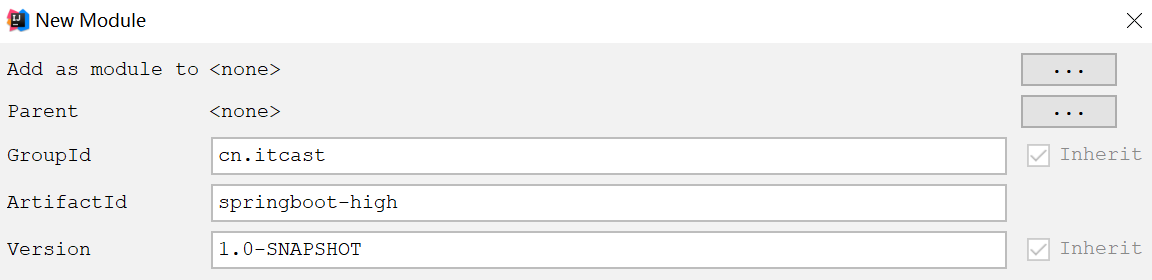 New Module
Add as module to <none> ...
Parent <none> ...
GroupId cn.itcast Inherit
ArtifactId springboot-high
Version 1.0-SNAPSHOT Inherit